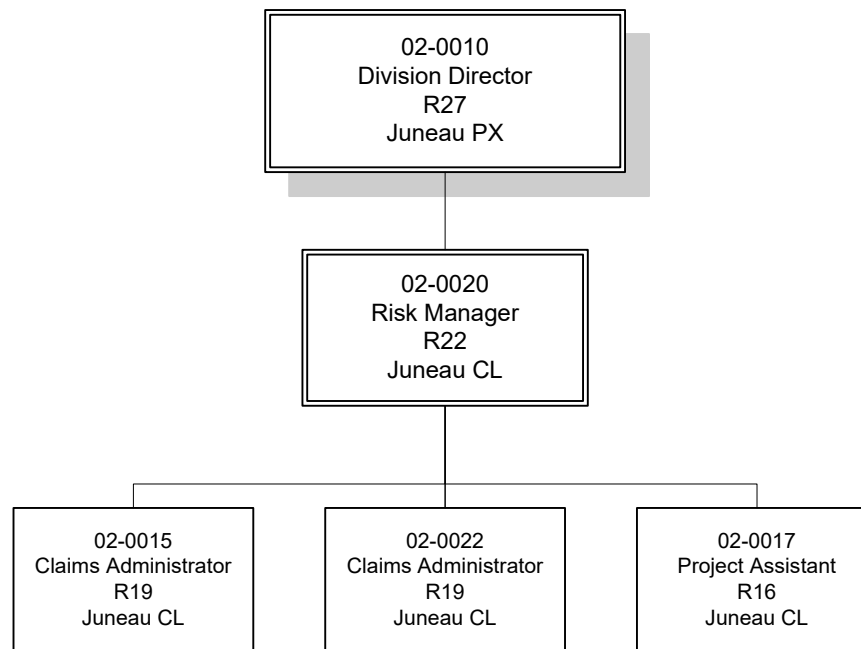 02-0010
Division Director
R27
Juneau PX
02-0020
Risk Manager
R22
Juneau CL
02-0015
Claims Administrator
R19
Juneau CL
02-0022
Claims Administrator
R19
Juneau CL
02-0017
Project Assistant
R16
Juneau CL